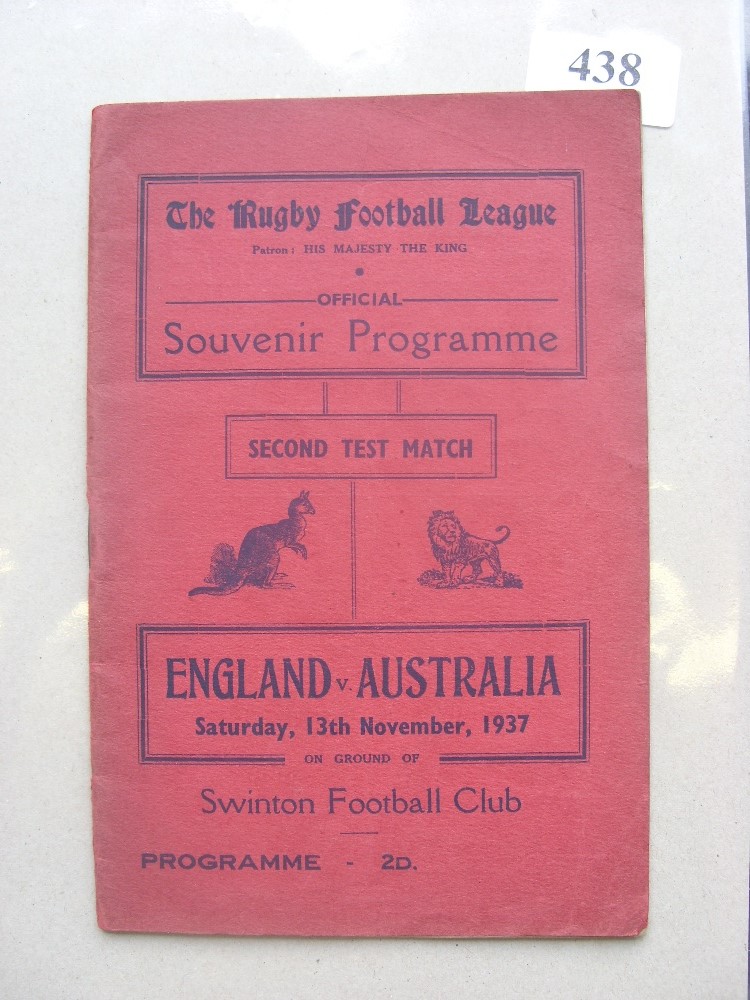 438
The Rugby Football League
Patron: HIS MAJESTY THE KING
OFFICIAL
Souvenir Programme
SECOND TEST MATCH
ENGLAND v. AUSTRALIA
Saturday, 13th November, 1937
ON GROUND OF
Swinton Football Club
PROGRAMME - 2D.